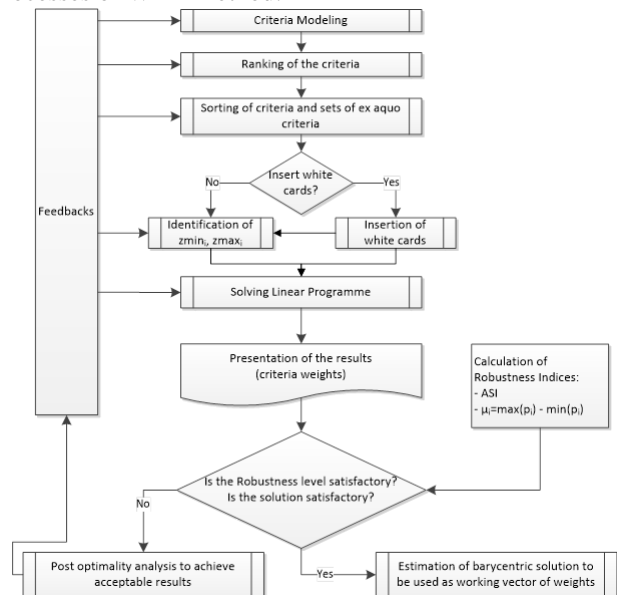 Criteria Modeling
Ranking of the criteria
Sorting of criteria and sets of ex aquo
criteria
Insert white
cards?
No
Yes
Feedbacks
Identification of
zminᵢ, zmaxᵢ
Insertion of
white cards
Solving Linear Programme
Presentation of the results
(criteria weights)
Calculation of
Robustness Indices:
- ASI
- μᵢ=max(pᵢ) - min(pᵢ)
Is the Robustness level satisfactory?
Is the solution satisfactory?
No
Post optimality analysis to achieve
acceptable results
Yes
Estimation of barycentric solution to
be used as working vector of weights